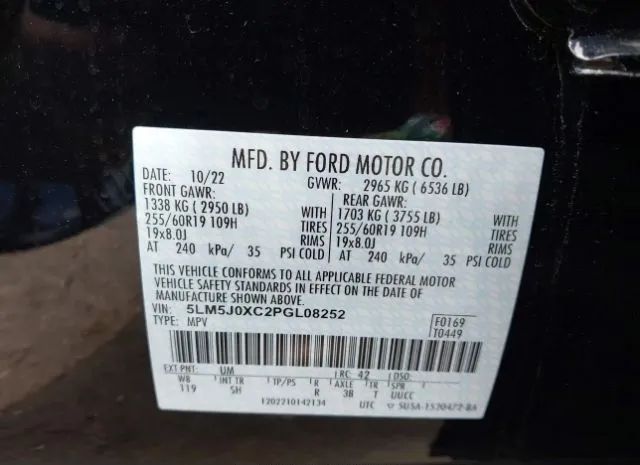 MFD. BY FORD MOTOR CO.
DATE: 10/22 GVWR: 2965 KG ( 6536 LB)
FRONT GAWR: REAR GAWR:
1338 KG ( 2950 LB) WITH 1703 KG ( 3755 LB) WITH
255/60R19 109H TIRES 255/60R19 109H TIRES
19x8.0J RIMS 19x8.0J RIMS
AT 240 kPa/ 35 PSI COLD AT 240 kPa/ 35 PSI COLD
THIS VEHICLE CONFORMS TO ALL APPLICABLE FEDERAL MOTOR
VEHICLE SAFETY STANDARDS IN EFFECT ON THE DATE OF
MANUFACTURE SHOWN ABOVE.
VIN: 5LM5J0XC2PGL08252
TYPE: MPV
F0169
T0449
EXT PNT: UM RC: 42 DSO:
WB INT TR TP/PS R AXLE TR SPR
119 SH R 3B T UUCC
1202210142134 UTC